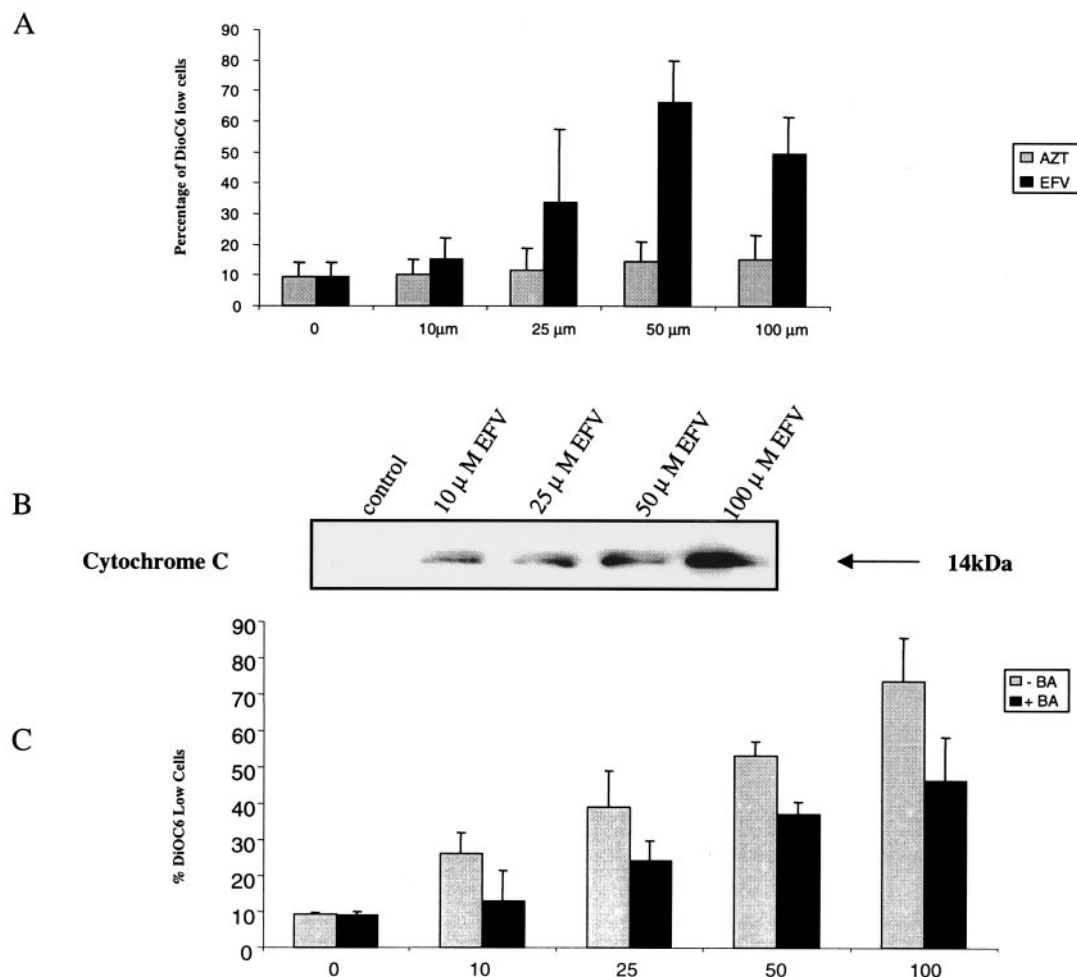 A
Percentage of DioC6 low cells
90
80
70
60
50
40
30
20
10
0
0
10μm
25 μm
50 μm
100 μm
AZT
EFV
B
control
10 μ M EFV
25 μ M EFV
50 μ M EFV
100 μ M EFV
Cytochrome C
14kDa
C
% DiOC6 Low Cells
90
80
70
60
50
40
30
20
10
0
0
10
25
50
100
- BA
+ BA